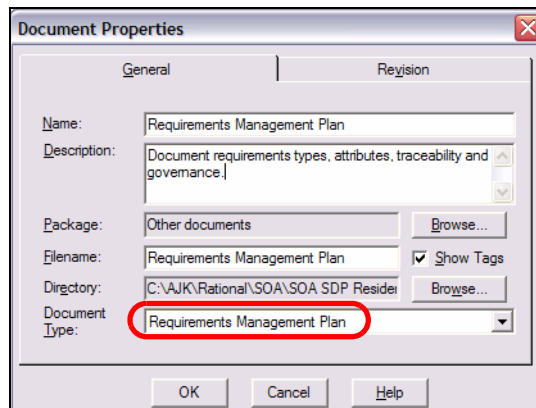 Document Properties
General
Revision
Name:
Requirements Management Plan
Description:
Document requirements types, attributes, traceability and
governance.
Package:
Other documents
Browse...
Filename:
Requirements Management Plan
Show Tags
Directory:
C:\AJK\Rational\SOA\SOA SDP Resider
Browse...
Document
Type:
Requirements Management Plan
OK
Cancel
Help